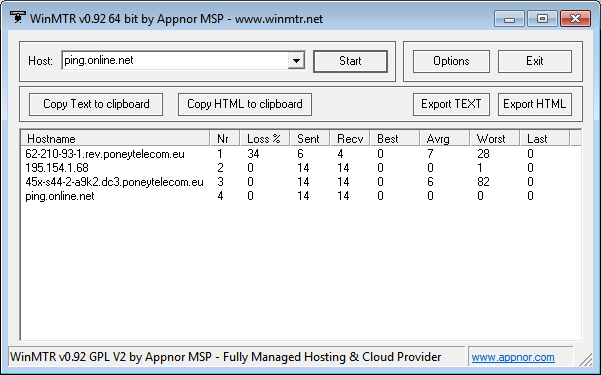 WinMTR v0.92 64 bit by Appnor MSP - www.winmtr.net
Host: ping.online.net Start Options Exit
Copy Text to clipboard Copy HTML to clipboard Export TEXT Export HTML
Hostname Nr Loss % Sent Recv Best Avrg Worst Last
62-210-93-1.rev.poneytelecom.eu 1 34 6 4 0 7 28 0
195.154.1.68 2 0 14 14 0 0 1 0
45x-s44-2-a9k2.dc3.poneytelecom.eu 3 0 14 14 0 6 82 0
ping.online.net 4 0 14 14 0 0 0 0
WinMTR v0.92 GPL V2 by Appnor MSP - Fully Managed Hosting & Cloud Provider www.appnor.com